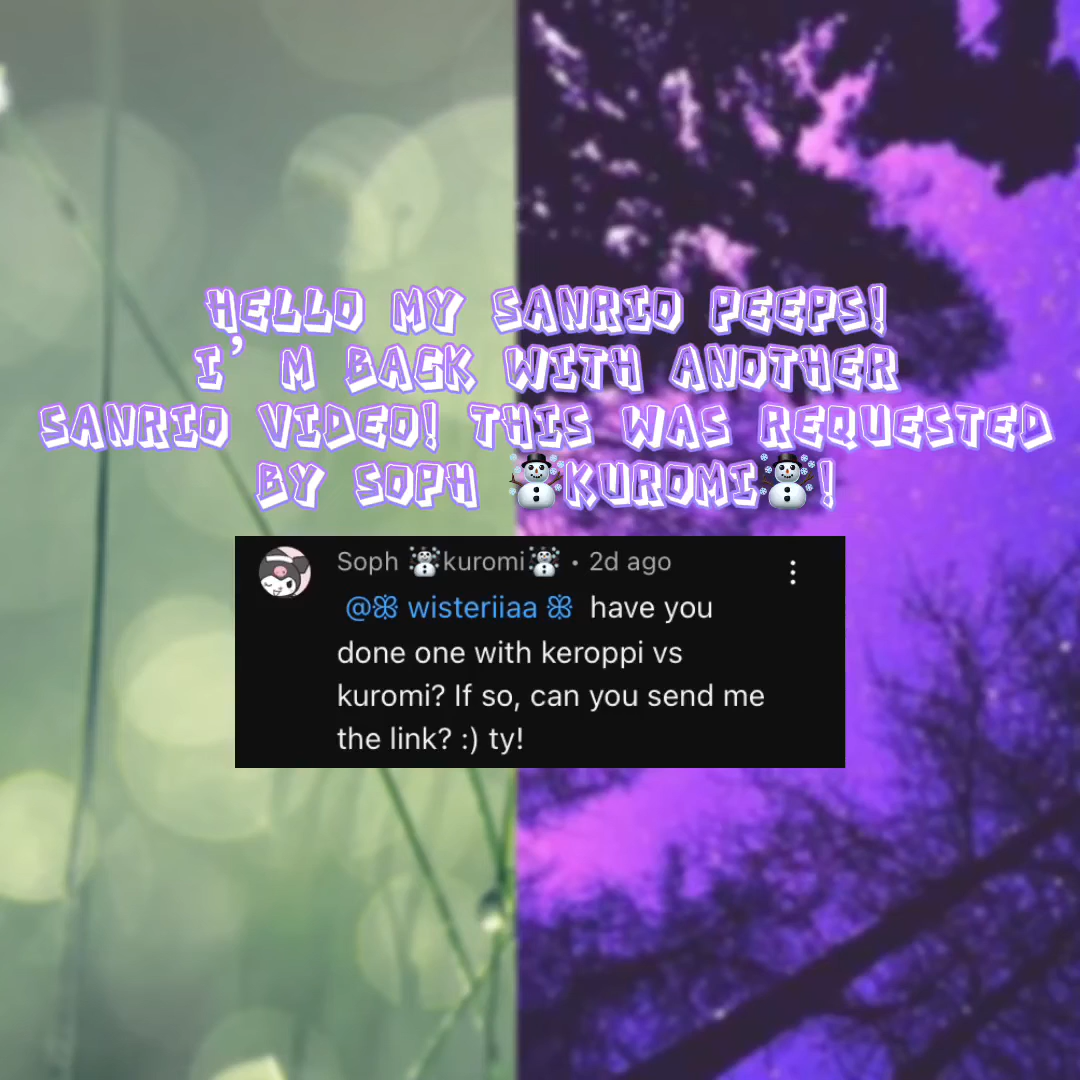 HELLO MY SANRIO PEEPS!
I'M BACK WITH ANOTHER
SANRIO VIDEO! THIS WAS REQUESTED
BY SOPH ☃️KUROMI☃️!
Soph ☃️kuromi☃️ • 2d ago
@ꕥ wisteriiaa ꕥ have you
done one with keroppi vs
kuromi? If so, can you send me
the link? :) ty!